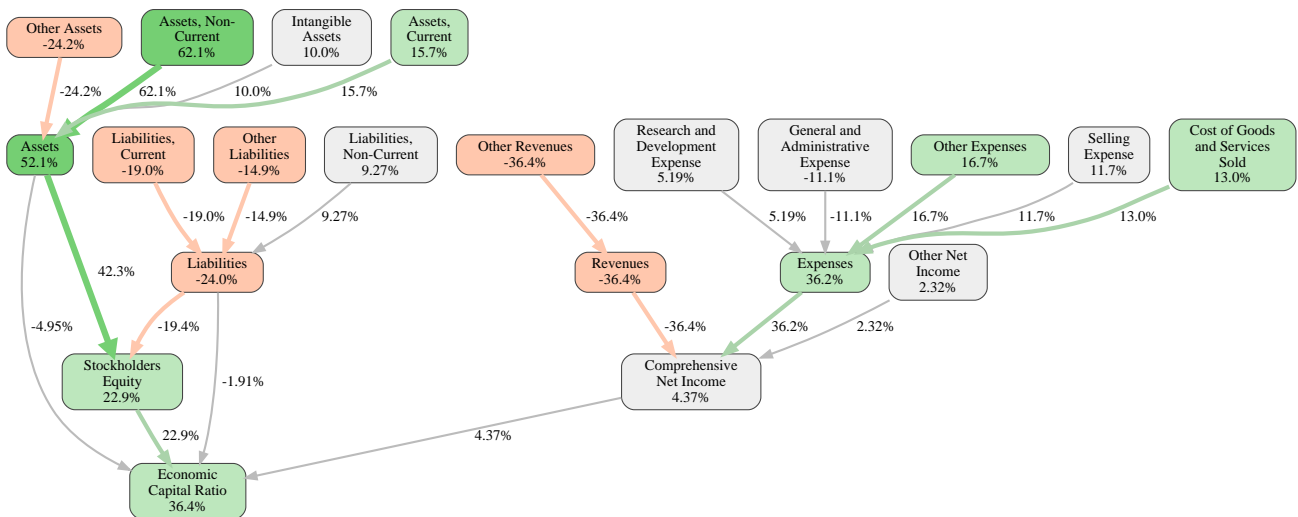 Other Assets
-24.2%
Assets, Non-
Current
62.1%
Intangible
Assets
10.0%
Assets,
Current
15.7%
-24.2%
62.1%
10.0%
15.7%
Assets
52.1%
Liabilities,
Current
-19.0%
Other
Liabilities
-14.9%
Liabilities,
Non-Current
9.27%
Other Revenues
-36.4%
Research and
Development
Expense
5.19%
General and
Administrative
Expense
-11.1%
Other Expenses
16.7%
Selling
Expense
11.7%
Cost of Goods
and Services
Sold
13.0%
-19.0%
-14.9%
9.27%
-36.4%
5.19%
-11.1%
16.7%
11.7%
13.0%
42.3%
Liabilities
-24.0%
Revenues
-36.4%
Expenses
36.2%
Other Net
Income
2.32%
-4.95%
-19.4%
-36.4%
36.2%
2.32%
Stockholders
Equity
22.9%
-1.91%
Comprehensive
Net Income
4.37%
22.9%
4.37%
Economic
Capital Ratio
36.4%